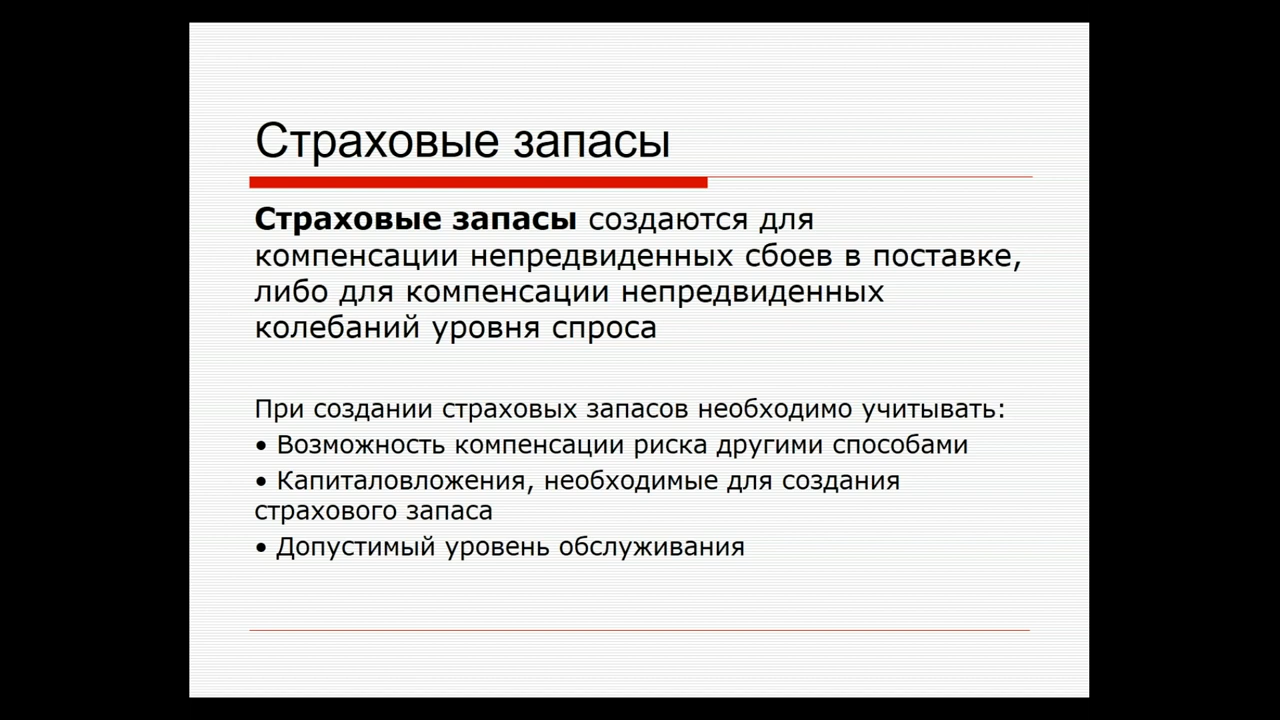 Страховые запасы
Страховые запасы создаются для
компенсации непредвиденных сбоев в поставке,
либо для компенсации непредвиденных
колебаний уровня спроса
При создании страховых запасов необходимо учитывать:
• Возможность компенсации риска другими способами
• Капиталовложения, необходимые для создания
страхового запаса
• Допустимый уровень обслуживания